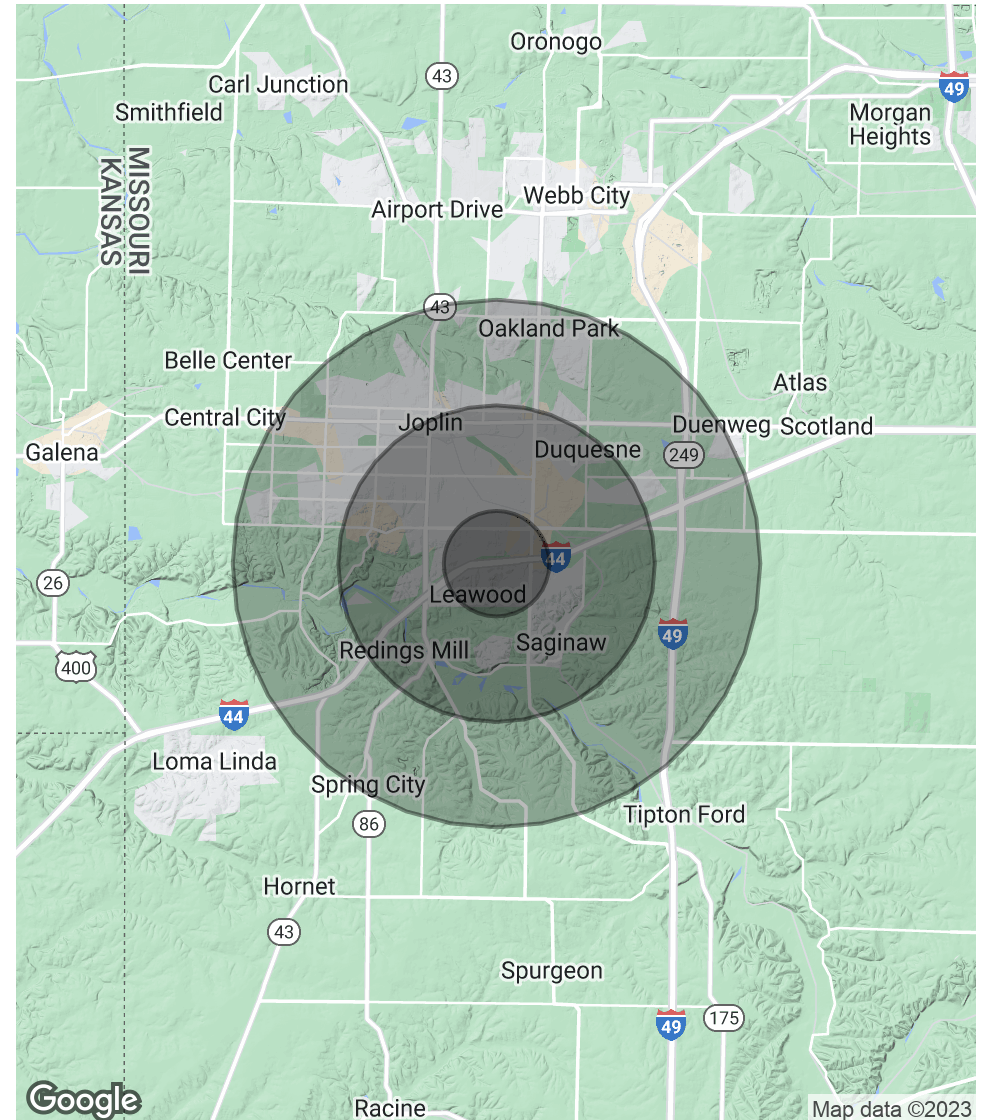 Oronogo
43
Carl Junction
49
Smithfield
Morgan
Heights
MISSOURI
KANSAS
Webb City
Airport Drive
43
Oakland Park
Belle Center
Atlas
Central City
Joplin
Duenweg
Scotland
Duquesne
Galena
249
44
26
Leawood
49
Saginaw
Redings Mill
400
44
Loma Linda
Spring City
Tipton Ford
86
Hornet
43
Spurgeon
175
49
Google
Racine
Map data ©2023